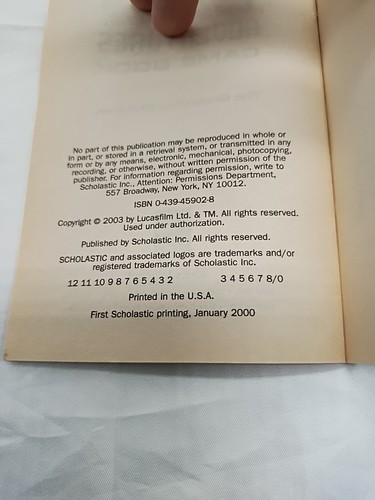 No part of this publication may be reproduced in whole or
in part, or stored in a retrieval system, or transmitted in any
form or by any means, electronic, mechanical, photocopying,
recording, or otherwise, without written permission of the
publisher. For information regarding permission, write to
Scholastic Inc., Attention: Permissions Department,
557 Broadway, New York, NY 10012.
ISBN 0-439-45902-8
Copyright © 2003 by Lucasfilm Ltd. & TM. All rights reserved.
Used under authorization.
Published by Scholastic Inc. All rights reserved.
SCHOLASTIC and associated logos are trademarks and/or
registered trademarks of Scholastic Inc.
12 11 10 9 8 7 6 5 4 3 2 3 4 5 6 7 8/0
Printed in the U.S.A.
First Scholastic printing, January 2000